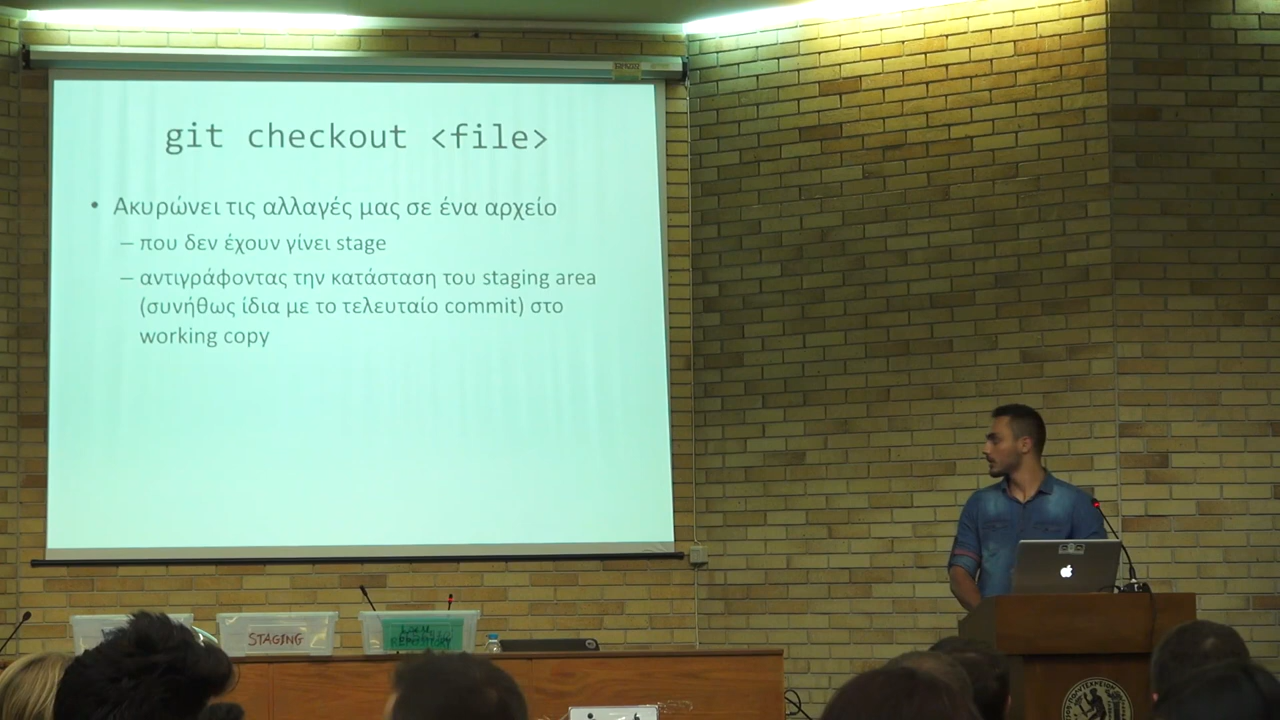 git checkout <file>
• Ακυρώνει τις αλλαγές μας σε ένα αρχείο
– που δεν έχουν γίνει stage
– αντιγράφοντας την κατάσταση του staging area
(συνήθως ίδια με το τελευταίο commit) στο
working copy
STAGING
REPOSITORY